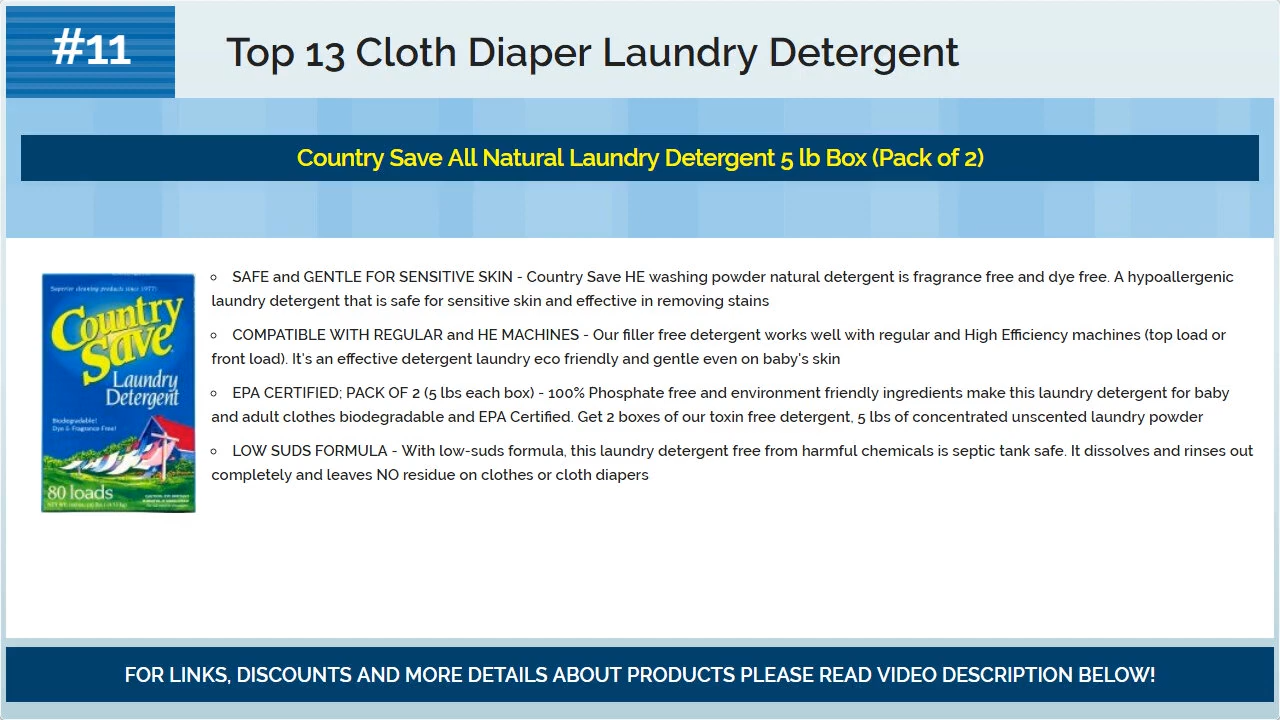 #11
Top 13 Cloth Diaper Laundry Detergent
Country Save All Natural Laundry Detergent 5 lb Box (Pack of 2)
Superior cleaning products since 1977!
Country
Save
Laundry
Detergent
Biodegradable!
Dye & Fragrance Free!
80 loads
SAFE and GENTLE FOR SENSITIVE SKIN - Country Save HE washing powder natural detergent is fragrance free and dye free. A hypoallergenic
laundry detergent that is safe for sensitive skin and effective in removing stains
COMPATIBLE WITH REGULAR and HE MACHINES - Our filler free detergent works well with regular and High Efficiency machines (top load or
front load). It's an effective detergent laundry eco friendly and gentle even on baby's skin
EPA CERTIFIED; PACK OF 2 (5 lbs each box) - 100% Phosphate free and environment friendly ingredients make this laundry detergent for baby
and adult clothes biodegradable and EPA Certified. Get 2 boxes of our toxin free detergent, 5 lbs of concentrated unscented laundry powder
LOW SUDS FORMULA - With low-suds formula, this laundry detergent free from harmful chemicals is septic tank safe. It dissolves and rinses out
completely and leaves NO residue on clothes or cloth diapers
FOR LINKS, DISCOUNTS AND MORE DETAILS ABOUT PRODUCTS PLEASE READ VIDEO DESCRIPTION BELOW!